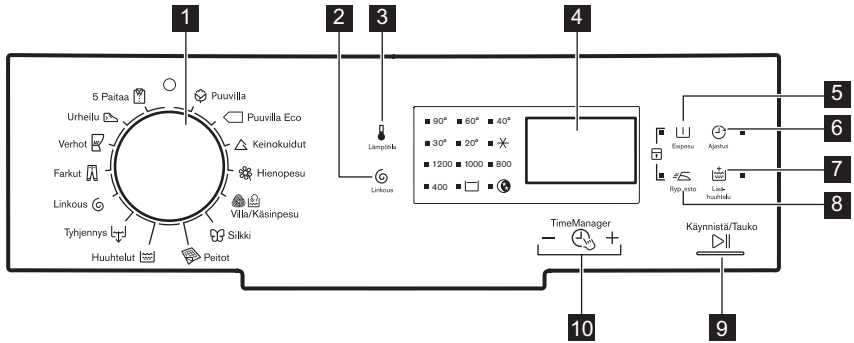 1
2
3
4
5
6
7
8
9
10
5 Paitaa
Urheilu
Verhot
Farkut
Linkous
Tyhjennys
Huuhtelut
Puuvilla
Puuvilla Eco
Keinokuidut
Hienopesu
Villa/Käsinpesu
Silkki
Peitot
Lämpötila
Linkous
90° 60° 40°
30° 20°
1200 1000 800
400
TimeManager
− +
Esipesu
Ajastus
Ryp.esto
Lisä-
huuhtelu
Käynnistä/Tauko